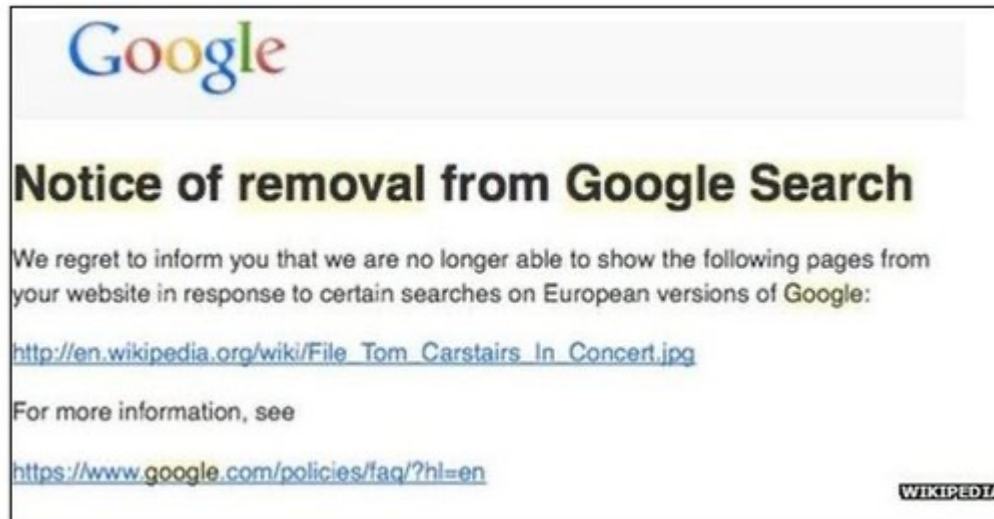 Google
Notice of removal from Google Search
We regret to inform you that we are no longer able to show the following pages from
your website in response to certain searches on European versions of Google:
http://en.wikipedia.org/wiki/File_Tom_Carstairs_In_Concert.jpg
For more information, see
https://www.google.com/policies/faq/?hl=en
WIKIPEDIA